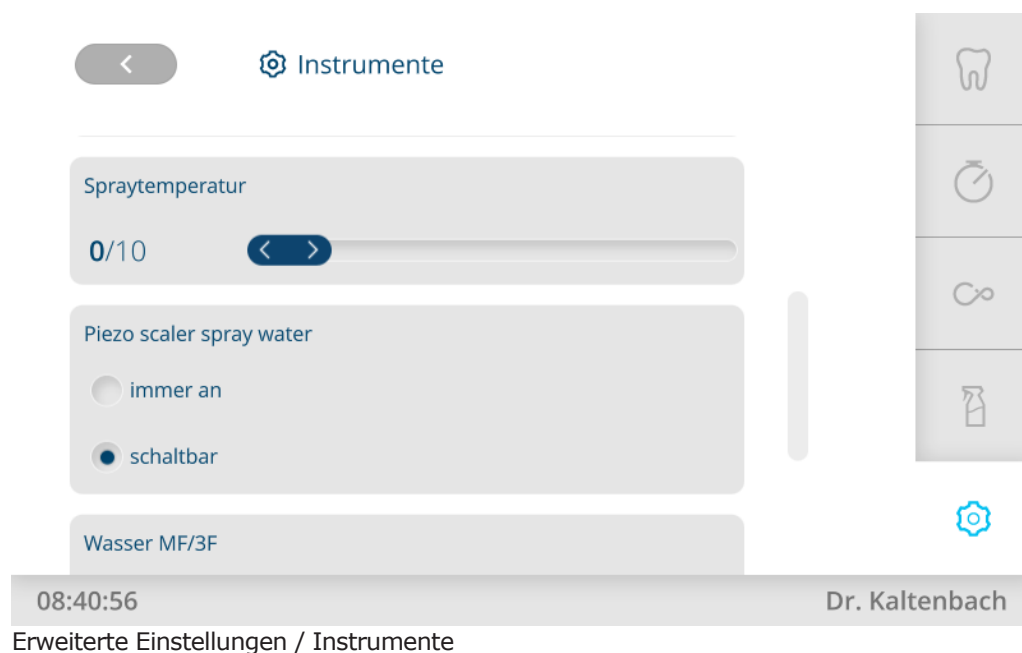 Instrumente
Spraytemperatur
0/10
Piezo scaler spray water
immer an
schaltbar
Wasser MF/3F
08:40:56 Dr. Kaltenbach
Erweiterte Einstellungen / Instrumente